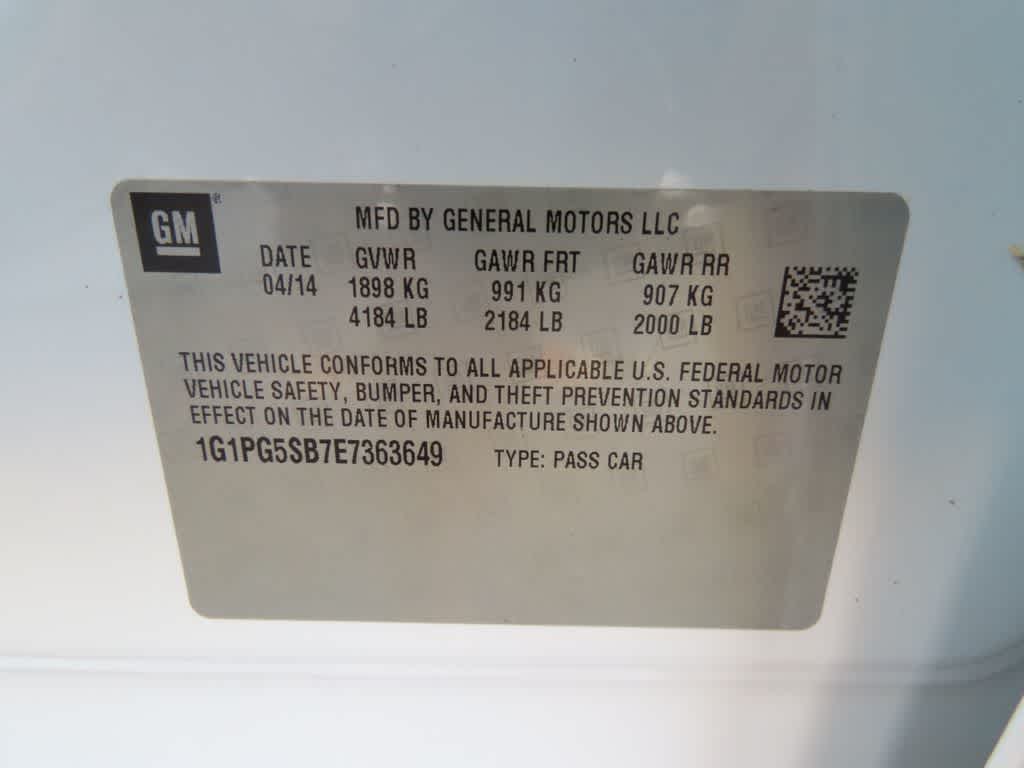 GM®
MFD BY GENERAL MOTORS LLC
DATE GVWR GAWR FRT GAWR RR
04/14 1898 KG 991 KG 907 KG
4184 LB 2184 LB 2000 LB
THIS VEHICLE CONFORMS TO ALL APPLICABLE U.S. FEDERAL MOTOR
VEHICLE SAFETY, BUMPER, AND THEFT PREVENTION STANDARDS IN
EFFECT ON THE DATE OF MANUFACTURE SHOWN ABOVE.
1G1PG5SB7E7363649 TYPE: PASS CAR